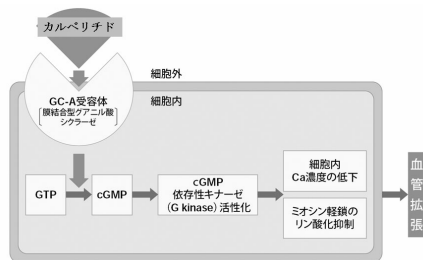 カルペリチド
細胞外
細胞内
GC-A受容体
［膜結合型グアニル酸
シクラーゼ］
GTP
cGMP
cGMP
依存性キナーゼ
(G kinase) 活性化
細胞内
Ca濃度の低下
ミオシン軽鎖の
リン酸化抑制
血管拡張